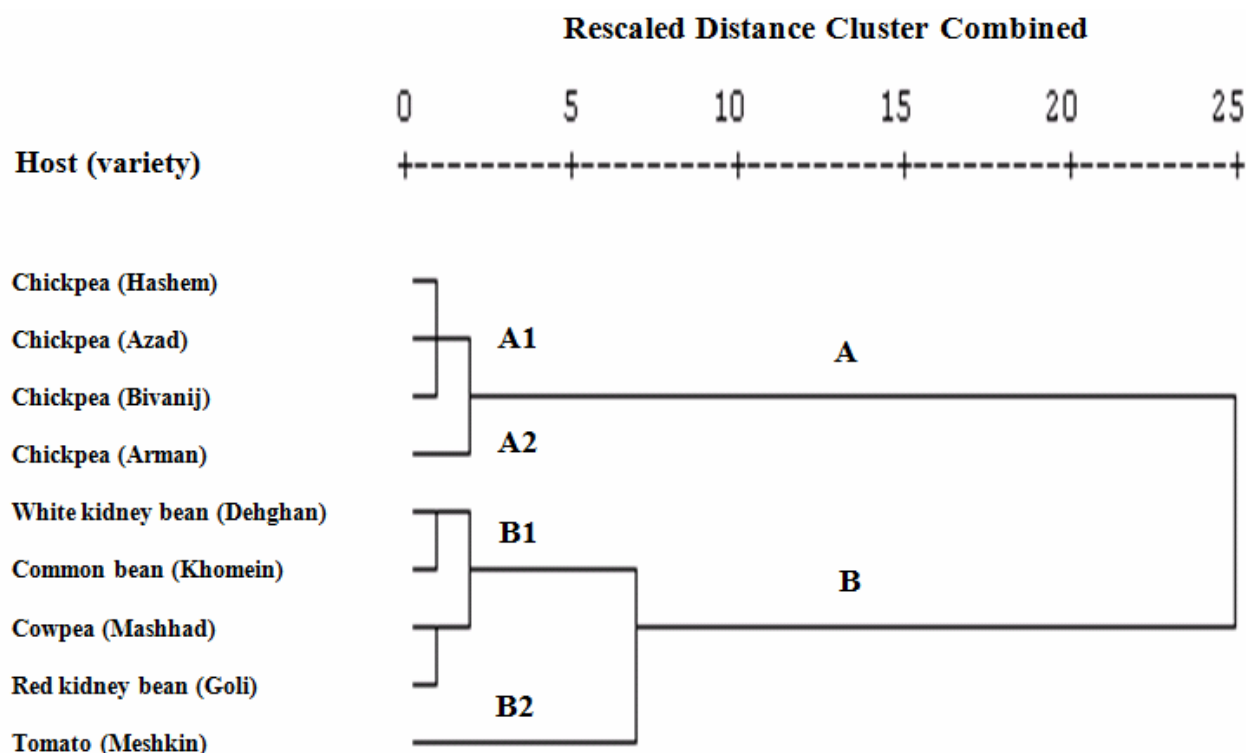 Rescaled Distance Cluster Combined
0 5 10 15 20 25
Host (variety)
Chickpea (Hashem)
Chickpea (Azad)
A1
A
Chickpea (Bivanij)
Chickpea (Arman)
A2
White kidney bean (Dehghan)
B1
Common bean (Khomein)
B
Cowpea (Mashhad)
Red kidney bean (Goli)
B2
Tomato (Meshkin)